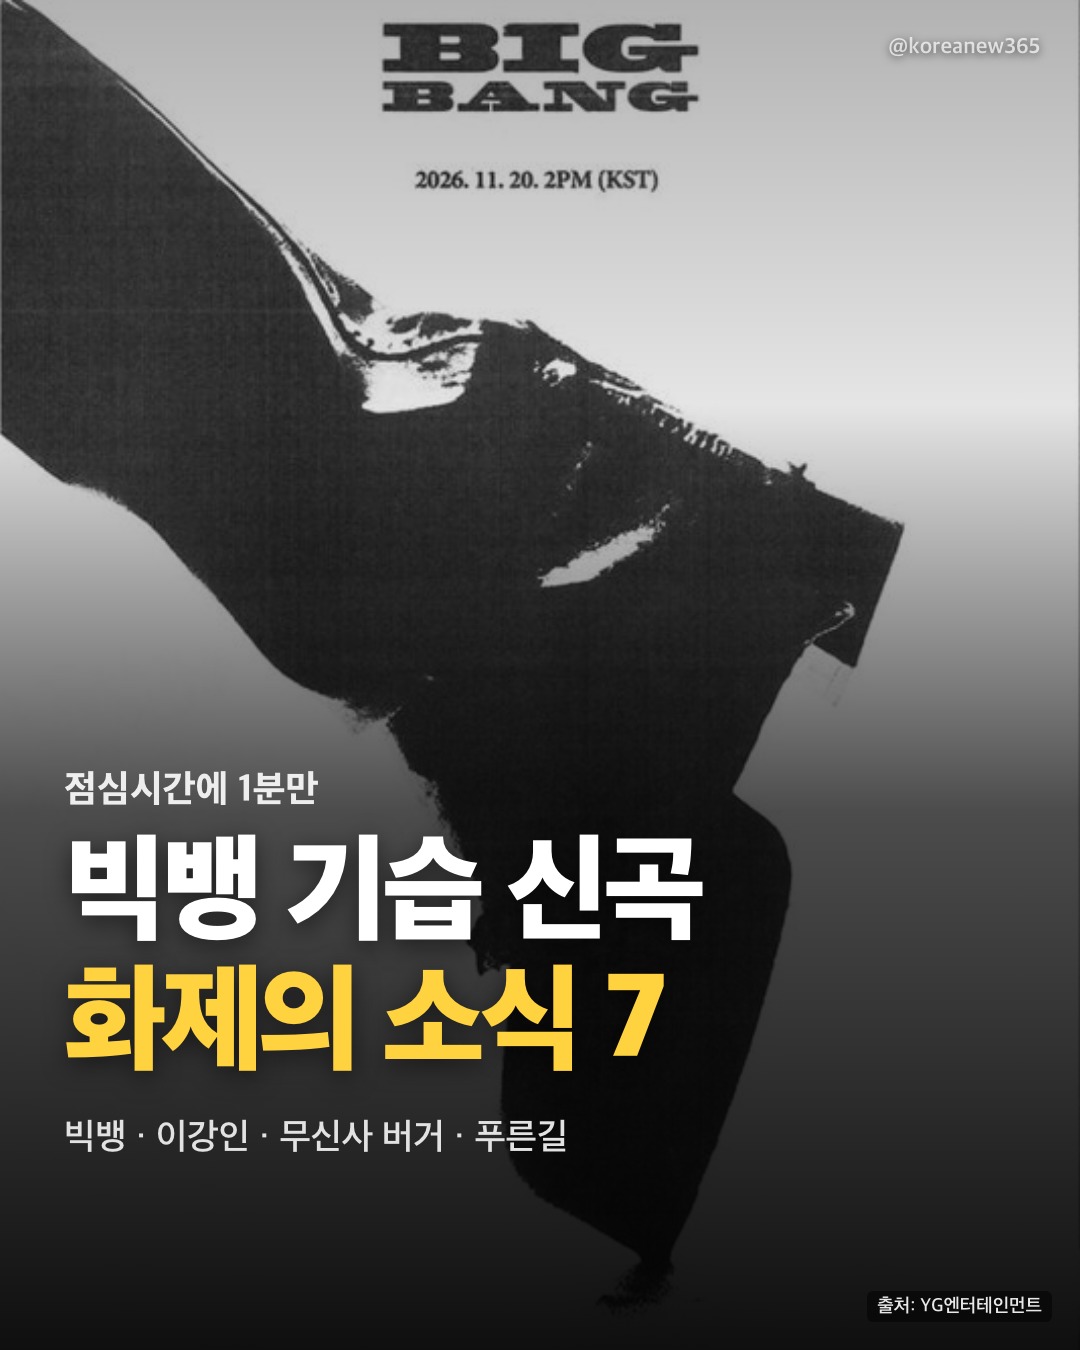 BIG
BANG
@koreanew365
2026. 11. 20. 2PM (KST)
점심시간에 1분만
빅뱅 기습 신곡
화제의 소식 7
빅뱅 · 이강인 · 무신사 버거 · 푸른길
출처: YG엔터테인먼트